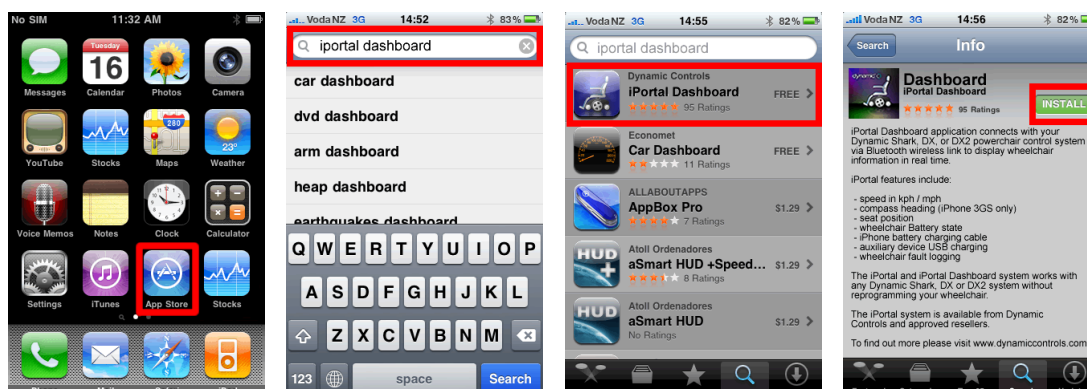 No SIM 11:32 AM
Tuesday
16
280
23°
Messages Calendar Photos Camera
YouTube Stocks Maps Weather
Voice Memos Notes Clock Calculator
Settings iTunes App Store Stocks
VodaNZ 3G 14:52 83%
iportal dashboard
car dashboard
dvd dashboard
arm dashboard
heap dashboard
earthquakes dashboard
Q W E R T Y U I O P
A S D F G H J K L
Z X C V B N M
123 space Search
VodaNZ 3G 14:55 82%
iportal dashboard
Dynamic Controls
iPortal Dashboard FREE
95 Ratings
Economet
Car Dashboard FREE
11 Ratings
ALLABOUTAPPS
AppBox Pro $1.29
7 Ratings
HUD
Atoll Ordenadores
aSmart HUD +Speed... $1.29
8 Ratings
HUD
Atoll Ordenadores
aSmart HUD $1.29
No Ratings
VodaNZ 3G 14:56 82%
Search Info
dynamic
Dashboard
iPortal Dashboard
95 Ratings
INSTALL
iPortal Dashboard application connects with your
Dynamic Shark, DX, or DX2 powerchair control system
via Bluetooth wireless link to display wheelchair
information in real time.
iPortal features include:
- speed in kph / mph
- compass heading (iPhone 3GS only)
- seat position
- wheelchair Battery state
- iPhone battery charging cable
- auxiliary device USB charging
- wheelchair fault logging
The iPortal and iPortal Dashboard system works with
any Dynamic Shark, DX or DX2 system without
reprogramming your wheelchair.
The iPortal system is available from Dynamic
Controls and approved resellers.
To find out more please visit www.dynamiccontrols.com